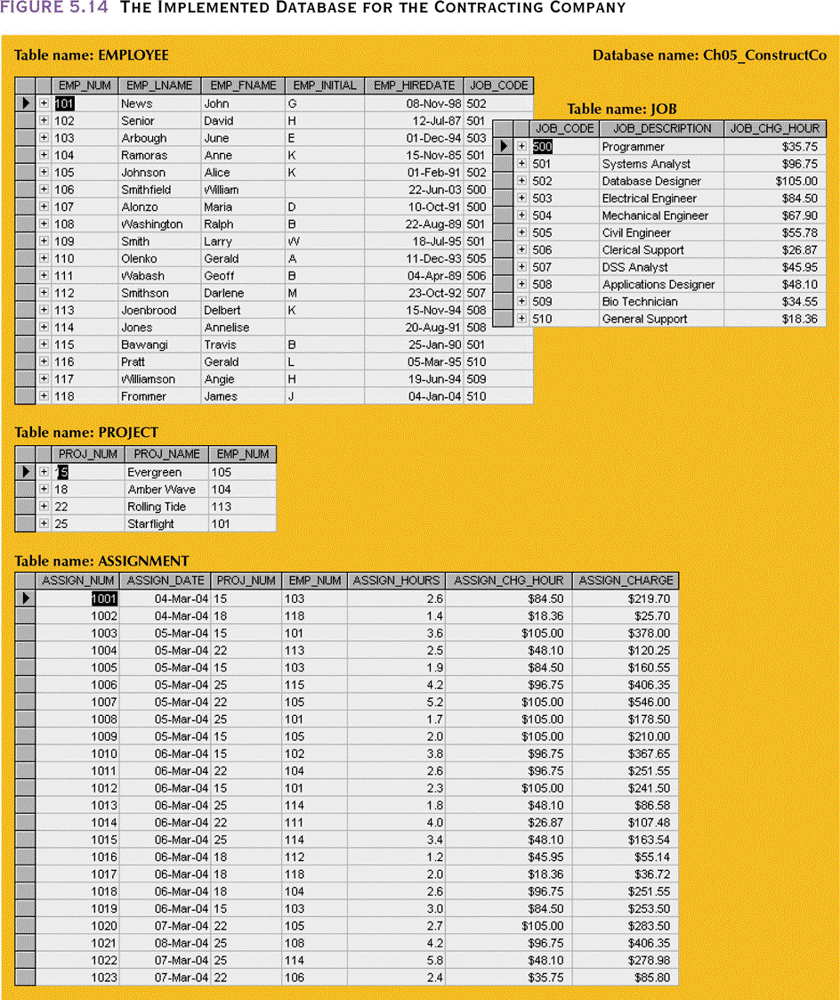 FIGURE 5.14 THE IMPLEMENTED DATABASE FOR THE CONTRACTING COMPANY
Table name: EMPLOYEE
Database name: Ch05_ConstructCo
EMP_NUM EMP_LNAME EMP_FNAME EMP_INITIAL EMP_HIREDATE JOB_CODE
101 News John G 08-Nov-98 502
102 Senior David H 12-Jul-87 501
103 Arbough June E 01-Dec-94 503
104 Ramoras Anne K 15-Nov-85 501
105 Johnson Alice K 01-Feb-91 502
106 Smithfield William 22-Jun-03 500
107 Alonzo Maria D 10-Oct-91 500
108 Washington Ralph B 22-Aug-89 501
109 Smith Larry W 18-Jul-95 501
110 Olenko Gerald A 11-Dec-93 505
111 Wabash Geoff B 04-Apr-89 506
112 Smithson Darlene M 23-Oct-92 507
113 Joenbrood Delbert K 15-Nov-94 508
114 Jones Annelise 20-Aug-91 508
115 Bawangi Travis B 25-Jan-90 501
116 Pratt Gerald L 05-Mar-95 510
117 Williamson Angie H 19-Jun-94 509
118 Frommer James J 04-Jan-04 510
Table name: JOB
JOB_CODE JOB_DESCRIPTION JOB_CHG_HOUR
500 Programmer $35.75
501 Systems Analyst $96.75
502 Database Designer $105.00
503 Electrical Engineer $84.50
504 Mechanical Engineer $67.90
505 Civil Engineer $55.78
506 Clerical Support $26.87
507 DSS Analyst $45.95
508 Applications Designer $48.10
509 Bio Technician $34.55
510 General Support $18.36
Table name: PROJECT
PROJ_NUM PROJ_NAME EMP_NUM
15 Evergreen 105
18 Amber Wave 104
22 Rolling Tide 113
25 Starflight 101
Table name: ASSIGNMENT
ASSIGN_NUM ASSIGN_DATE PROJ_NUM EMP_NUM ASSIGN_HOURS ASSIGN_CHG_HOUR ASSIGN_CHARGE
1001 04-Mar-04 15 103 2.6 $84.50 $219.70
1002 04-Mar-04 18 118 1.4 $18.36 $25.70
1003 05-Mar-04 15 101 3.6 $105.00 $378.00
1004 05-Mar-04 22 113 2.5 $48.10 $120.25
1005 05-Mar-04 15 103 1.9 $84.50 $160.55
1006 05-Mar-04 25 115 4.2 $96.75 $406.35
1007 05-Mar-04 22 105 5.2 $105.00 $546.00
1008 05-Mar-04 25 101 1.7 $105.00 $178.50
1009 05-Mar-04 15 105 2.0 $105.00 $210.00
1010 06-Mar-04 15 102 3.8 $96.75 $367.65
1011 06-Mar-04 22 104 2.6 $96.75 $251.55
1012 06-Mar-04 15 101 2.3 $105.00 $241.50
1013 06-Mar-04 25 114 1.8 $48.10 $86.58
1014 06-Mar-04 22 111 4.0 $26.87 $107.48
1015 06-Mar-04 25 114 3.4 $48.10 $163.54
1016 06-Mar-04 18 112 1.2 $45.95 $55.14
1017 06-Mar-04 18 118 2.0 $18.36 $36.72
1018 06-Mar-04 18 104 2.6 $96.75 $251.55
1019 06-Mar-04 15 103 3.0 $84.50 $253.50
1020 07-Mar-04 22 105 2.7 $105.00 $283.50
1021 08-Mar-04 25 108 4.2 $96.75 $406.35
1022 07-Mar-04 25 114 5.8 $48.10 $278.98
1023 07-Mar-04 22 106 2.4 $35.75 $85.80